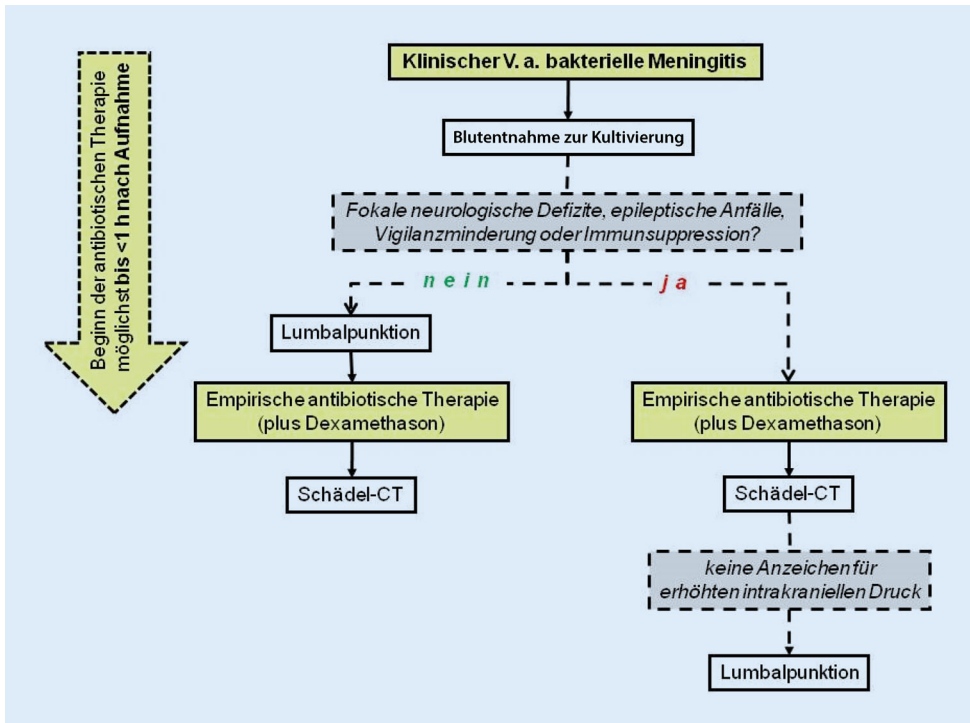 Beginn der antibiotischen Therapie
möglichst bis <1 h nach Aufnahme
Klinischer V. a. bakterielle Meningitis
Blutentnahme zur Kultivierung
Fokale neurologische Defizite, epileptische Anfälle,
Vigilanzminderung oder Immunsuppression?
nein
ja
Lumbalpunktion
Empirische antibiotische Therapie
(plus Dexamethason)
Schädel-CT
Empirische antibiotische Therapie
(plus Dexamethason)
Schädel-CT
keine Anzeichen für
erhöhten intrakraniellen Druck
Lumbalpunktion